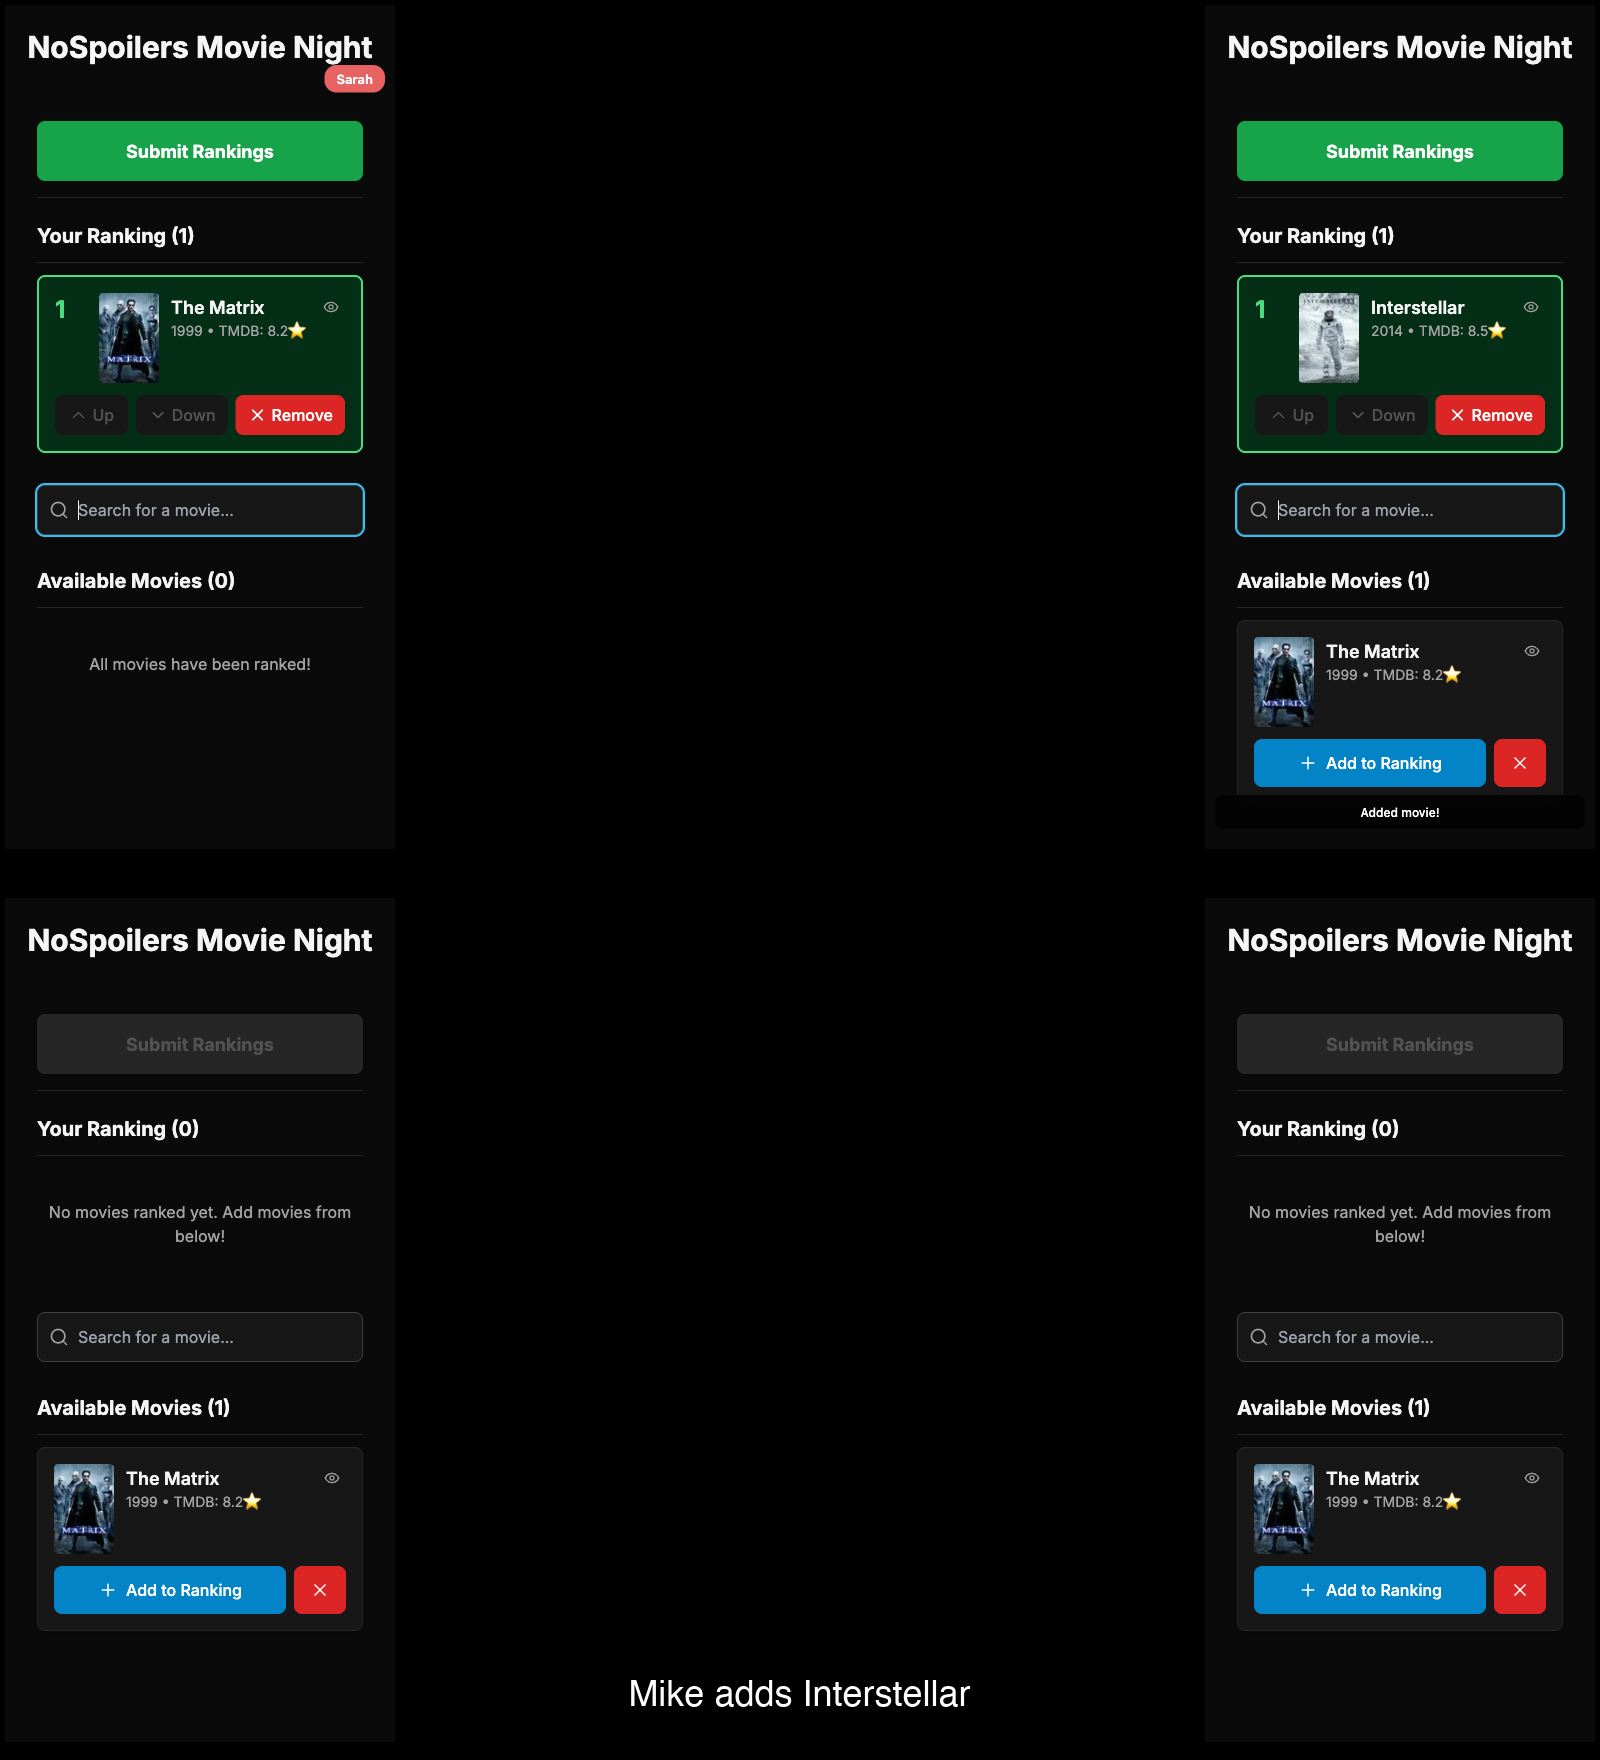 NoSpoilers Movie Night
Sarah
Submit Rankings
Your Ranking (1)
1
The Matrix
1999 • TMDB: 8.2⭐
MATRIX
Up
Down
Remove
Search for a movie...
Available Movies (0)
All movies have been ranked!
NoSpoilers Movie Night
Submit Rankings
Your Ranking (1)
1
INTERSTELLAR
Interstellar
2014 • TMDB: 8.5⭐
Up
Down
Remove
Search for a movie...
Available Movies (1)
The Matrix
1999 • TMDB: 8.2⭐
MATRIX
Add to Ranking
Added movie!
NoSpoilers Movie Night
Submit Rankings
Your Ranking (0)
No movies ranked yet. Add movies from
below!
Search for a movie...
Available Movies (1)
The Matrix
1999 • TMDB: 8.2⭐
MATRIX
Add to Ranking
NoSpoilers Movie Night
Submit Rankings
Your Ranking (0)
No movies ranked yet. Add movies from
below!
Search for a movie...
Available Movies (1)
The Matrix
1999 • TMDB: 8.2⭐
MATRIX
Add to Ranking
Mike adds Interstellar